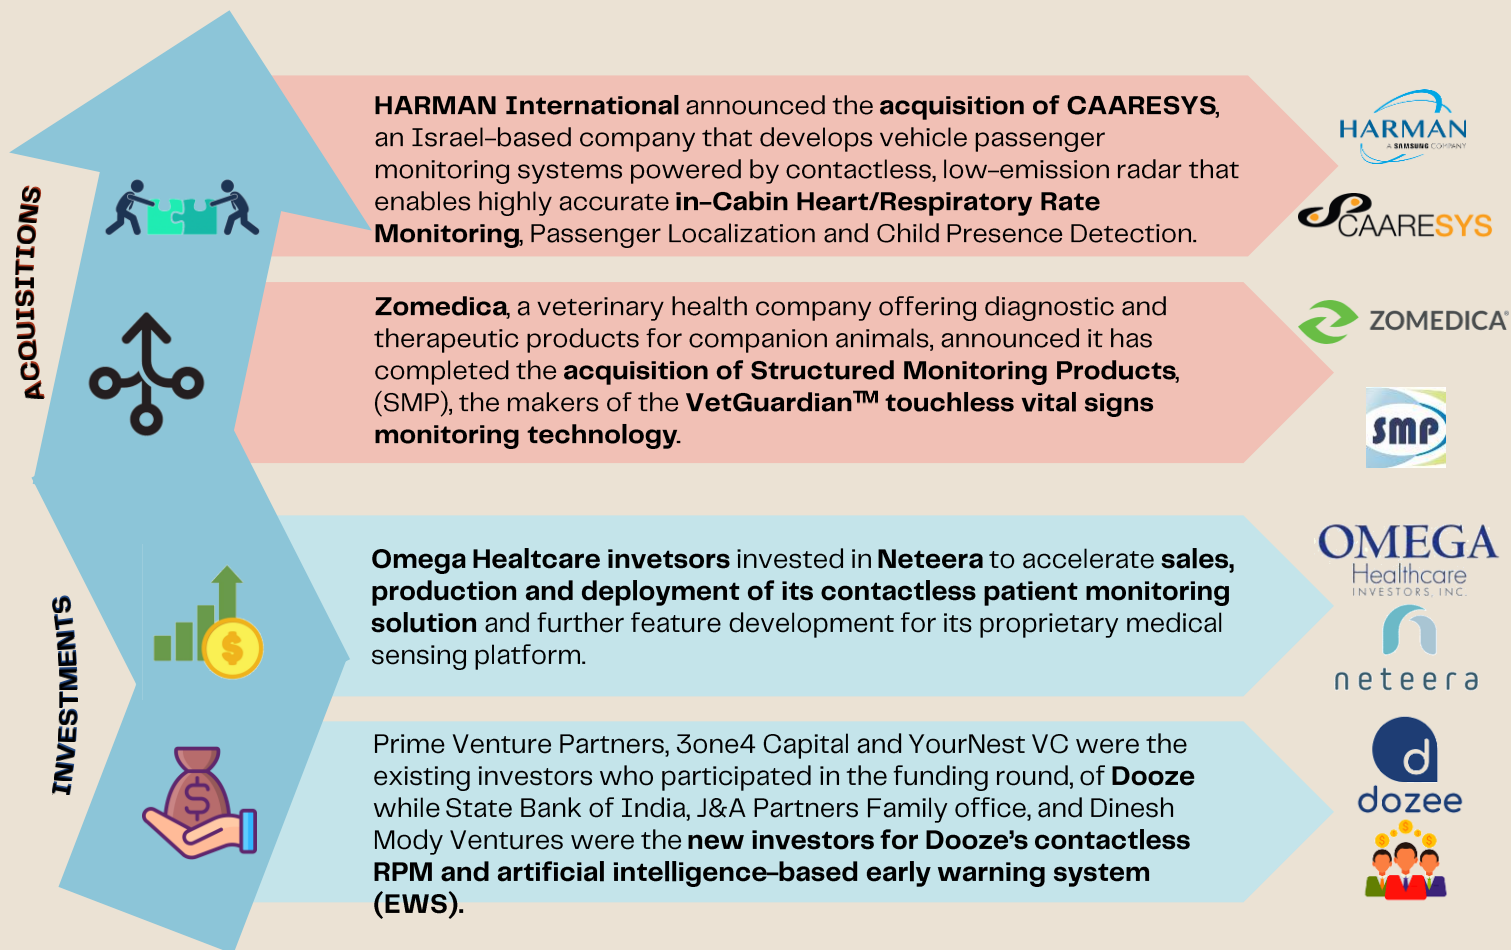 ACQUISITIONS
HARMAN International announced the acquisition of CAARESYS,
an Israel-based company that develops vehicle passenger
monitoring systems powered by contactless, low-emission radar that
enables highly accurate in-Cabin Heart/Respiratory Rate
Monitoring, Passenger Localization and Child Presence Detection.
HARMAN
A SAMSUNG COMPANY
CAARESYS
Zomedica, a veterinary health company offering diagnostic and
therapeutic products for companion animals, announced it has
completed the acquisition of Structured Monitoring Products,
(SMP), the makers of the VetGuardian™ touchless vital signs
monitoring technology.
ZOMEDICA®
SMP
INVESTMENTS
Omega Healtcare invetsors invested in Neteera to accelerate sales,
production and deployment of its contactless patient monitoring
solution and further feature development for its proprietary medical
sensing platform.
OMEGA
Healthcare
INVESTORS, INC.
neteera
Prime Venture Partners, 3one4 Capital and YourNest VC were the
existing investors who participated in the funding round, of Dooze
while State Bank of India, J&A Partners Family office, and Dinesh
Mody Ventures were the new investors for Dooze's contactless
RPM and artificial intelligence-based early warning system
(EWS).
d
dozee